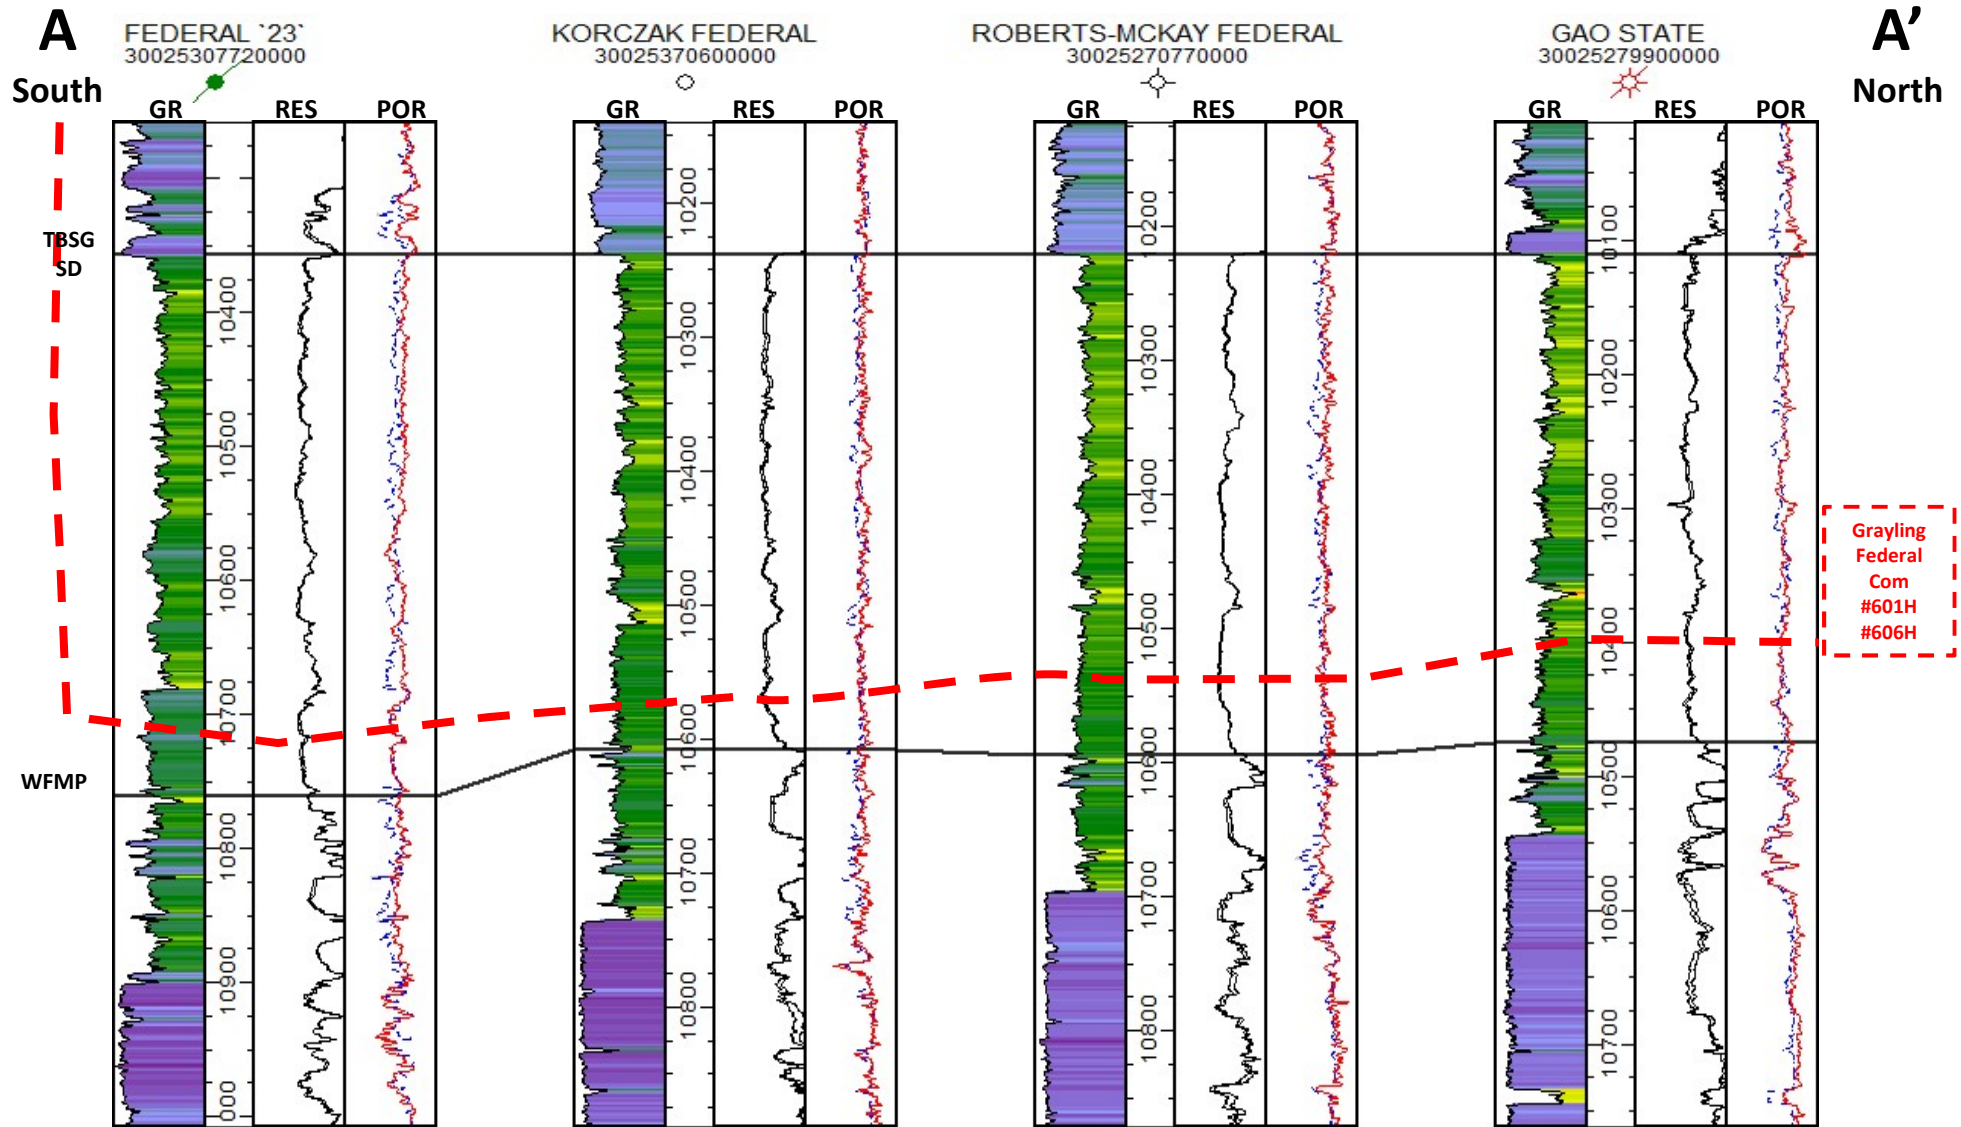 A
South
FEDERAL `23`
30025307720000
KORCZAK FEDERAL
30025370600000
ROBERTS-MCKAY FEDERAL
30025270770000
GAO STATE
30025279900000
A'
North
GR RES POR
GR RES POR
GR RES POR
GR RES POR
TBSG
SD
WFMP
10400
10500
10600
10700
10800
10900
000
10200
10300
10400
10500
10600
10700
10800
10200
10300
10400
10500
10600
10700
10800
10100
10200
10300
10400
10500
10600
10700
Grayling
Federal
Com
#601H
#606H